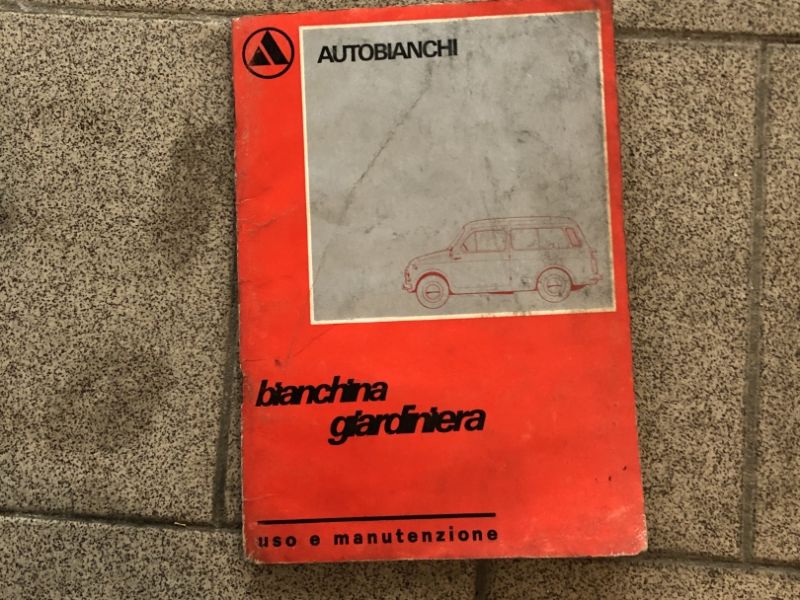 AUTOBIANCHI
bianchina
giardiniera
uso e manutenzione